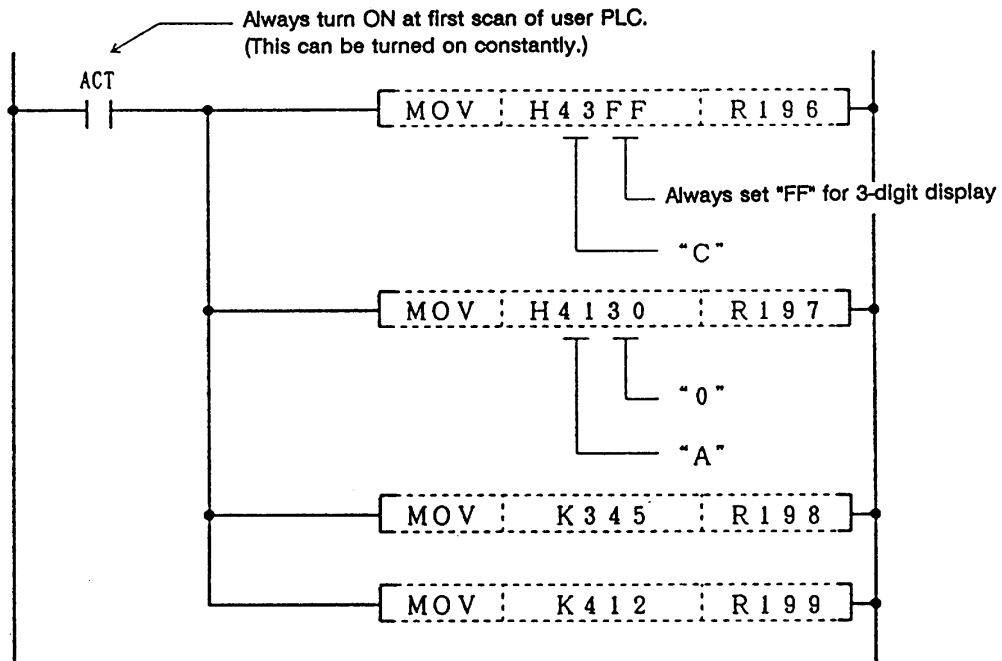 Always turn ON at first scan of user PLC.
(This can be turned on constantly.)
ACT
MOV H43FF R196
Always set "FF" for 3-digit display
"C"
MOV H4130 R197
"0"
"A"
MOV K345 R198
MOV K412 R199